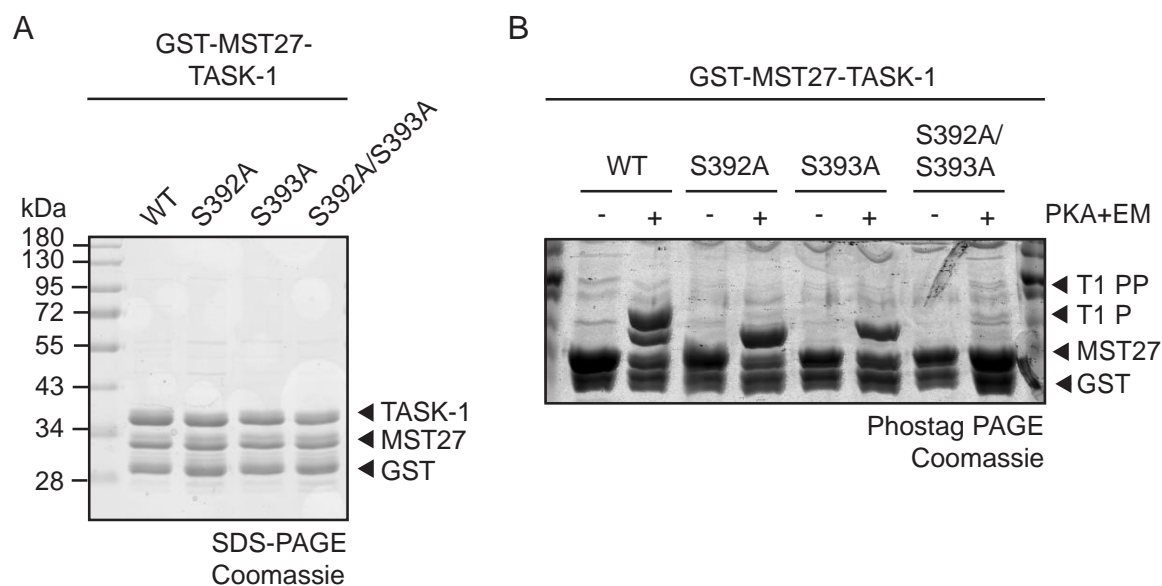 A
GST-MST27-
TASK-1
kDa
WT
S392A
S393A
S392A/S393A
180
130
95
72
55
43
34
28
◄ TASK-1
◄ MST27
◄ GST
SDS-PAGE
Coomassie
B
GST-MST27-TASK-1
WT
S392A
S393A
S392A/
S393A
- + - + - + - + PKA+EM
◄ T1 PP
◄ T1 P
◄ MST27
◄ GST
Phostag PAGE
Coomassie